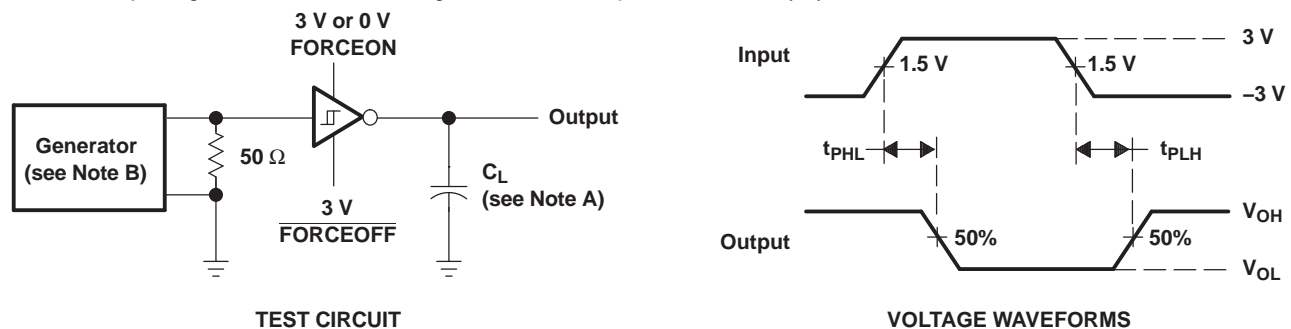 3 V or 0 V
FORCEON
Generator
(see Note B)
50 Ω
3 V
FORCEOFF
Output
CL
(see Note A)
TEST CIRCUIT
Input
3 V
1.5 V
1.5 V
–3 V
tPHL
tPLH
Output
VOH
50%
50%
VOL
VOLTAGE WAVEFORMS